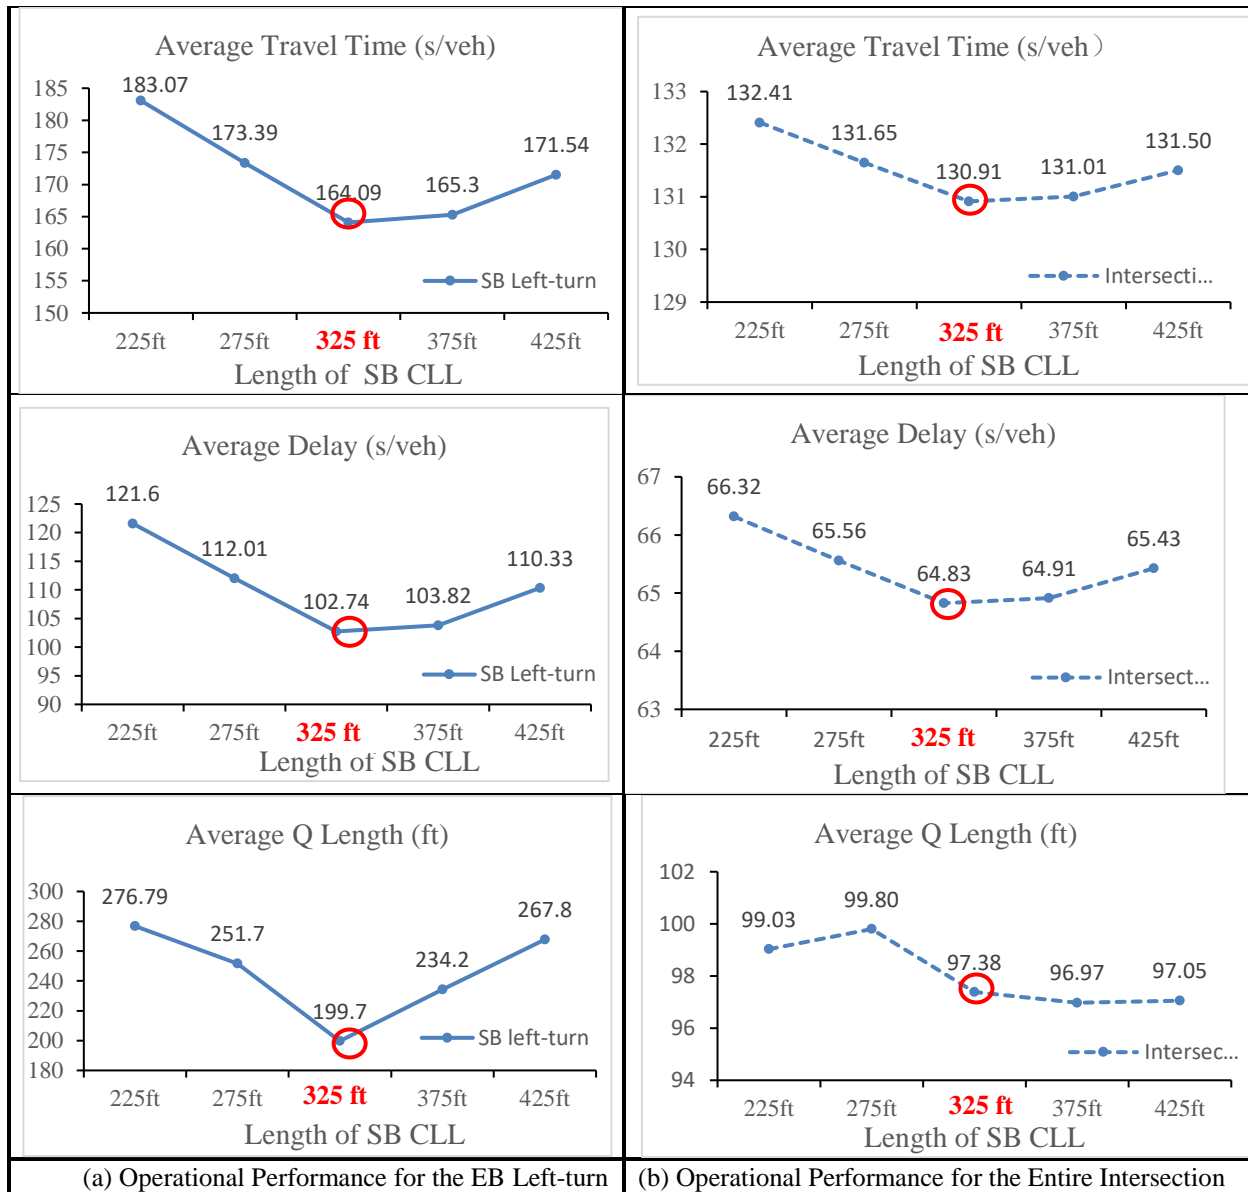 Average Travel Time (s/veh)
183.07
173.39
164.09
165.3
171.54
185
180
175
170
165
160
155
150
SB Left-turn
225ft 275ft 325 ft 375ft 425ft
Length of SB CLL
Average Travel Time (s/veh）
132.41
131.65
130.91
131.01
131.50
133
132
131
130
129
Intersecti...
225ft 275ft 325 ft 375ft 425ft
Length of SB CLL
Average Delay (s/veh)
121.6
112.01
102.74
103.82
110.33
125
120
115
110
105
100
95
90
SB Left-turn
225ft 275ft 325 ft 375ft 425ft
Length of SB CLL
Average Delay (s/veh)
66.32
65.56
64.83
64.91
65.43
67
66
65
64
63
Intersect...
225ft 275ft 325 ft 375ft 425ft
Length of SB CLL
Average Q Length (ft)
276.79
251.7
199.7
234.2
267.8
300
280
260
240
220
200
180
SB left-turn
225ft 275ft 325 ft 375ft 425ft
Length of SB CLL
Average Q Length (ft)
99.03
99.80
97.38
96.97
97.05
102
100
98
96
94
Intersec...
225ft 275ft 325 ft 375ft 425ft
Length of SB CLL
(a) Operational Performance for the EB Left-turn
(b) Operational Performance for the Entire Intersection